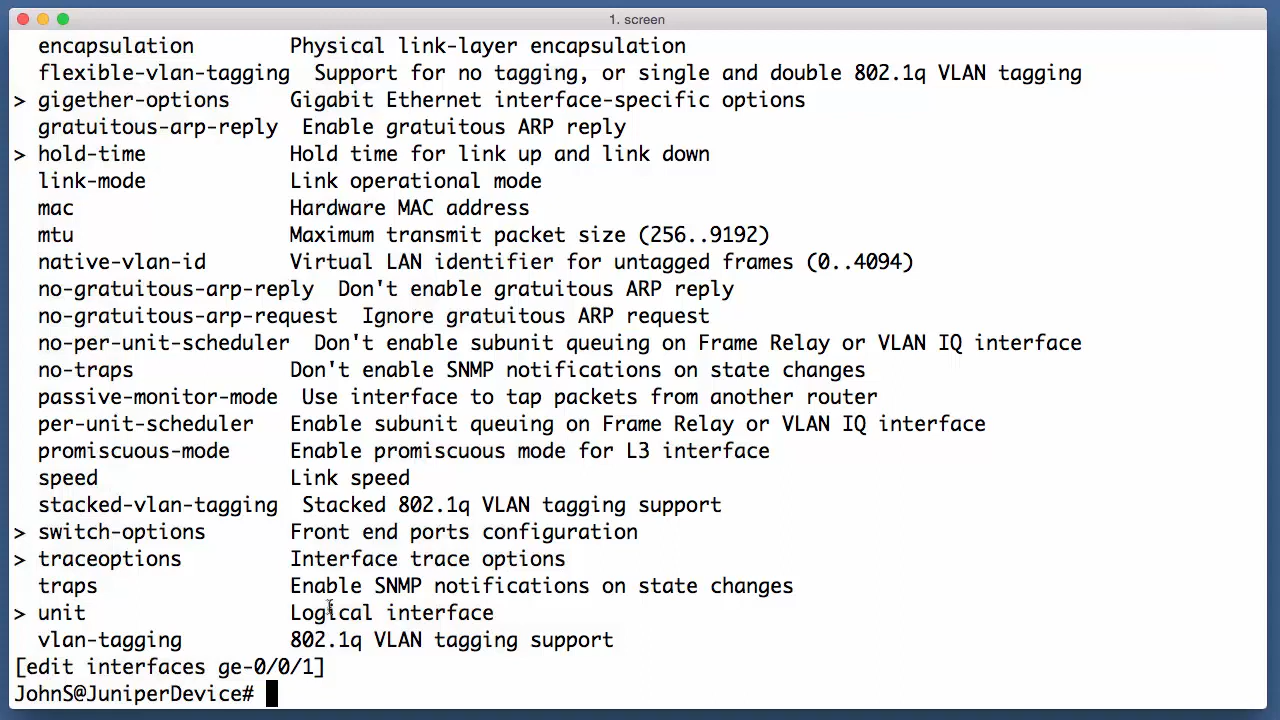 1. screen
encapsulation Physical link-layer encapsulation
flexible-vlan-tagging Support for no tagging, or single and double 802.1q VLAN tagging
> gigether-options Gigabit Ethernet interface-specific options
gratuitous-arp-reply Enable gratuitous ARP reply
> hold-time Hold time for link up and link down
link-mode Link operational mode
mac Hardware MAC address
mtu Maximum transmit packet size (256..9192)
native-vlan-id Virtual LAN identifier for untagged frames (0..4094)
no-gratuitous-arp-reply Don't enable gratuitous ARP reply
no-gratuitous-arp-request Ignore gratuitous ARP request
no-per-unit-scheduler Don't enable subunit queuing on Frame Relay or VLAN IQ interface
no-traps Don't enable SNMP notifications on state changes
passive-monitor-mode Use interface to tap packets from another router
per-unit-scheduler Enable subunit queuing on Frame Relay or VLAN IQ interface
promiscuous-mode Enable promiscuous mode for L3 interface
speed Link speed
stacked-vlan-tagging Stacked 802.1q VLAN tagging support
> switch-options Front end ports configuration
> traceoptions Interface trace options
traps Enable SNMP notifications on state changes
> unit Logical interface
vlan-tagging 802.1q VLAN tagging support
[edit interfaces ge-0/0/1]
JohnS@JuniperDevice#